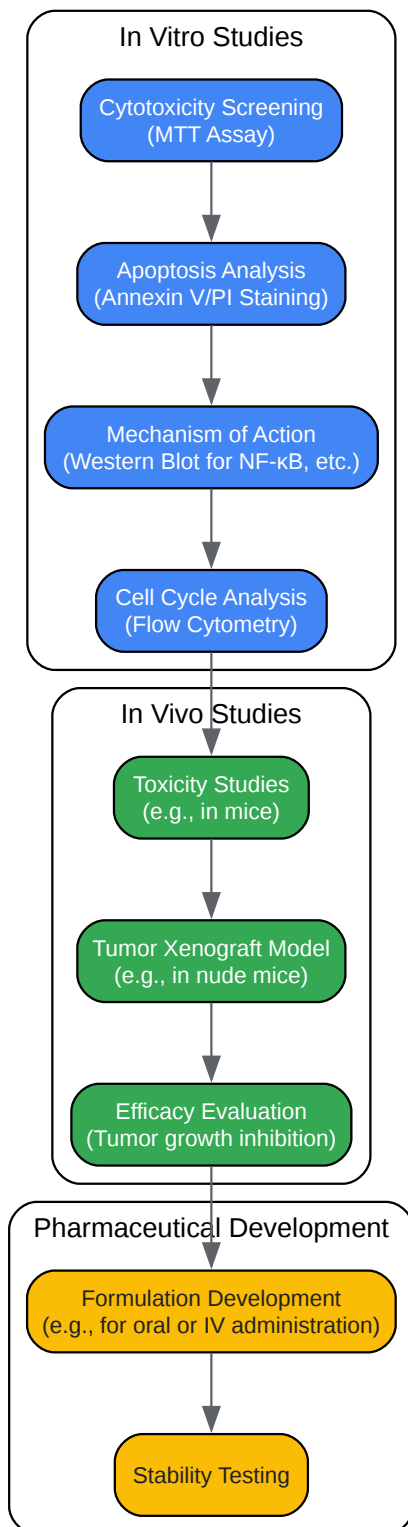 In Vitro Studies
Cytotoxicity Screening
(MTT Assay)
Apoptosis Analysis
(Annexin V/PI Staining)
Mechanism of Action
(Western Blot for NF-κB, etc.)
Cell Cycle Analysis
(Flow Cytometry)
In Vivo Studies
Toxicity Studies
(e.g., in mice)
Tumor Xenograft Model
(e.g., in nude mice)
Efficacy Evaluation
(Tumor growth inhibition)
Pharmaceutical Development
Formulation Development
(e.g., for oral or IV administration)
Stability Testing